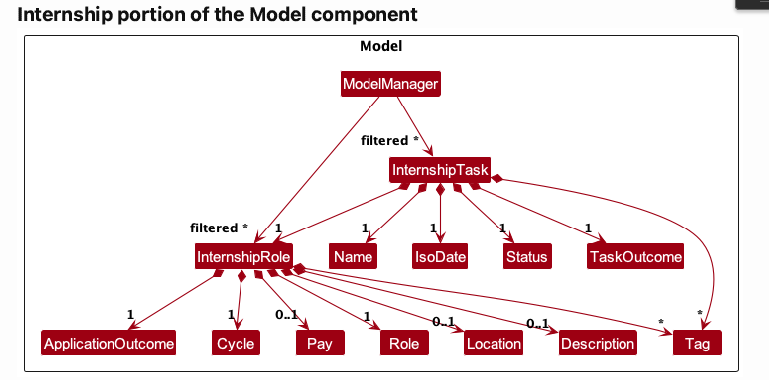 Internship portion of the Model component
Model
ModelManager
filtered *
InternshipTask
filtered *
1
1
1
1
1
InternshipRole
Name
IsoDate
Status
TaskOutcome
1
1
0..1
1
0..1
0..1
*
*
ApplicationOutcome
Cycle
Pay
Role
Location
Description
Tag